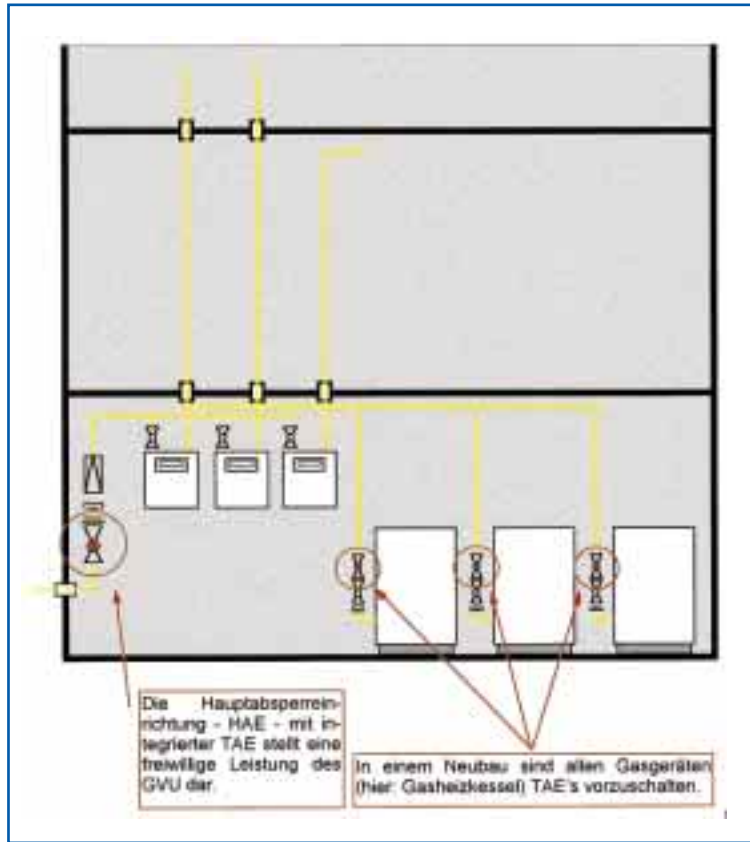 Die Hauptabsperrein-
richtung - HAE - mit in-
tegrierter TAE stellt eine
freiwillige Leistung des
GVU dar.
In einem Neubau sind allen Gasgeräten
(hier: Gasheizkessel) TAE's vorzuschalten.